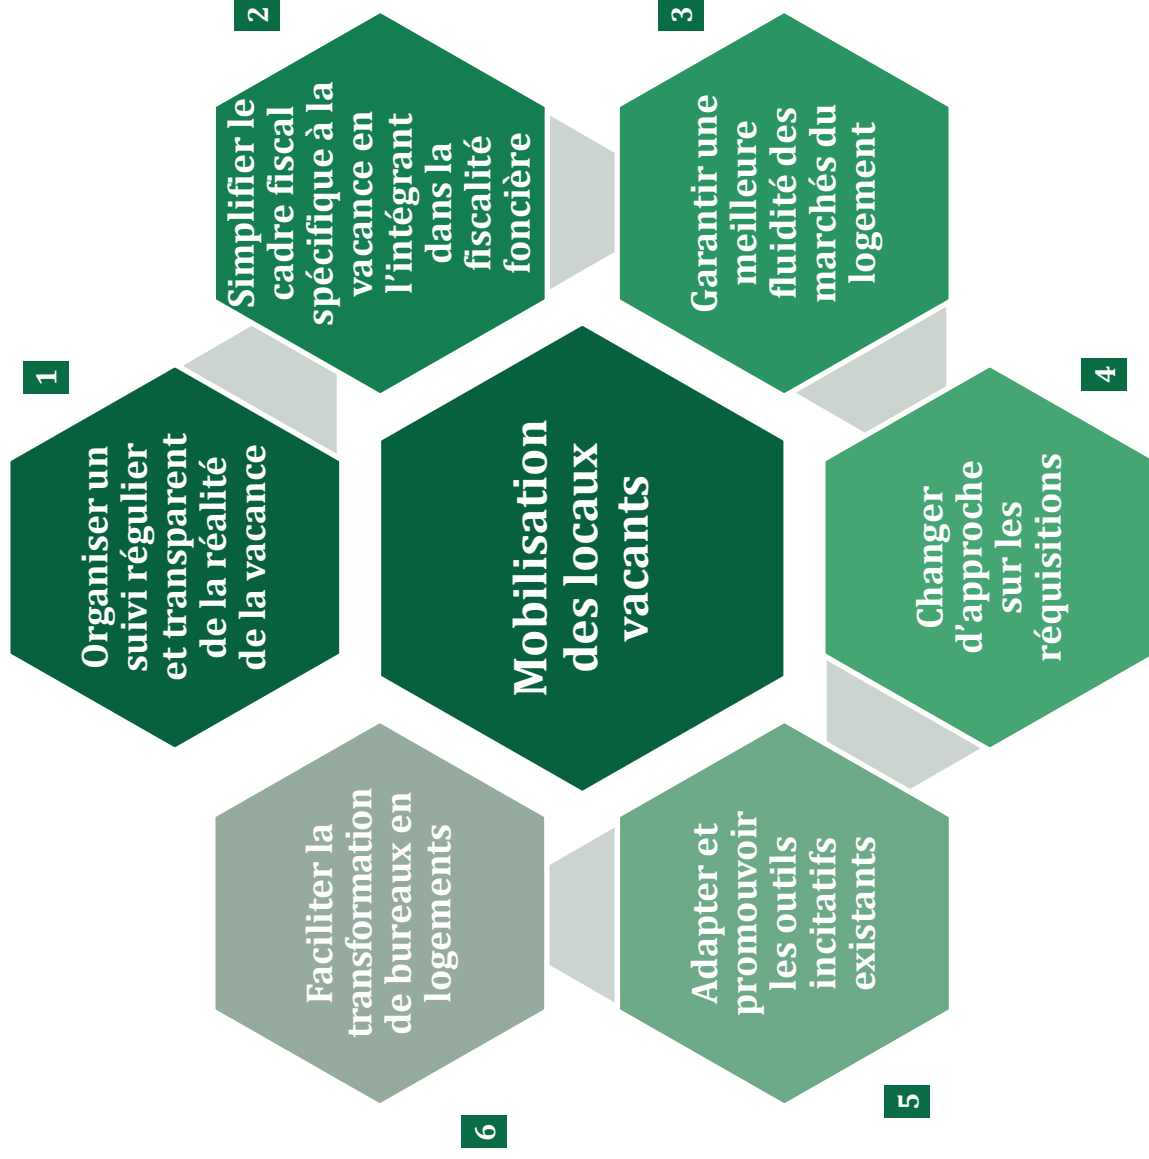 Mobilisation
des locaux
vacants
1
Organiser un
suivi régulier
et transparent
de la réalité
de la vacance
2
Simplifier le
cadre fiscal
spécifique à la
vacance en
l’intégrant
dans la
fiscalité
foncière
3
Garantir une
meilleure
fluidité des
marchés du
logement
4
Changer
d’approche
sur les
réquisitions
5
Adapter et
promouvoir
les outils
incitatifs
existants
6
Faciliter la
transformation
de bureaux en
logements